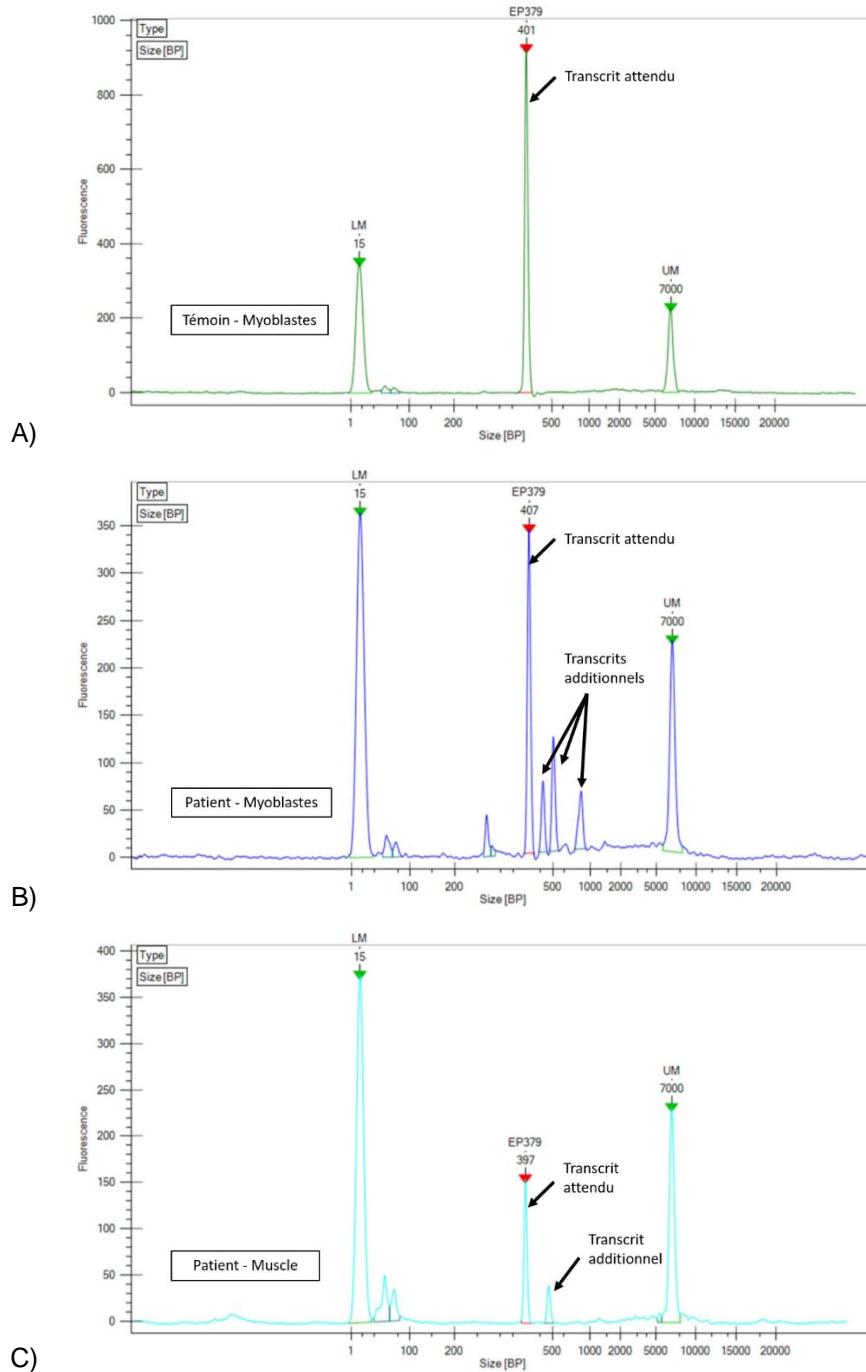 EP379
401
1000
Type
Size [BP]
Transcrit attendu
800
600
Fluorescence
LM
15
400
UM
7000
Témoin - Myoblastes
200
0
1 100 200 500 1000 2000 5000 10000 15000 20000
Size [BP]
A)
LM
15
EP379
407
Type
Size [BP]
350
Transcrit attendu
300
UM
7000
250
Fluorescence
200
Transcrits
additionnels
150
100
Patient - Myoblastes
50
0
1 100 200 500 1000 2000 5000 10000 15000 20000
Size [BP]
B)
LM
15
400
Type
Size [BP]
350
UM
7000
300
250
Fluorescence
200
EP379
397
Transcrit
attendu
150
100
Transcrit
additionnel
Patient - Muscle
50
0
1 100 200 500 1000 2000 5000 10000 15000 20000
Size [BP]
C)